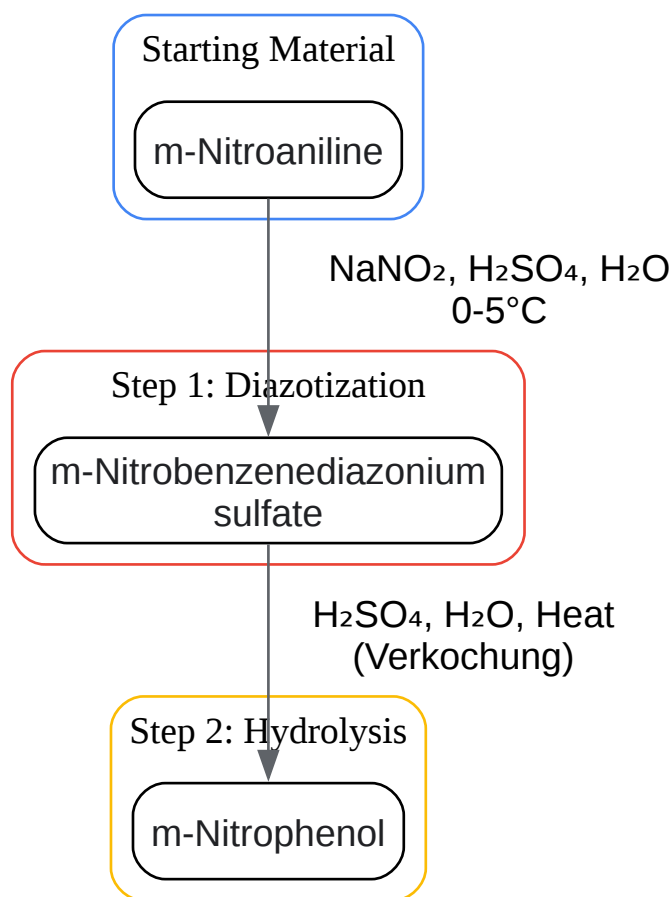 Starting Material
m-Nitroaniline
NaNO₂, H₂SO₄, H₂O
0-5°C
Step 1: Diazotization
m-Nitrobenzenediazonium
sulfate
H₂SO₄, H₂O, Heat
(Verkochung)
Step 2: Hydrolysis
m-Nitrophenol